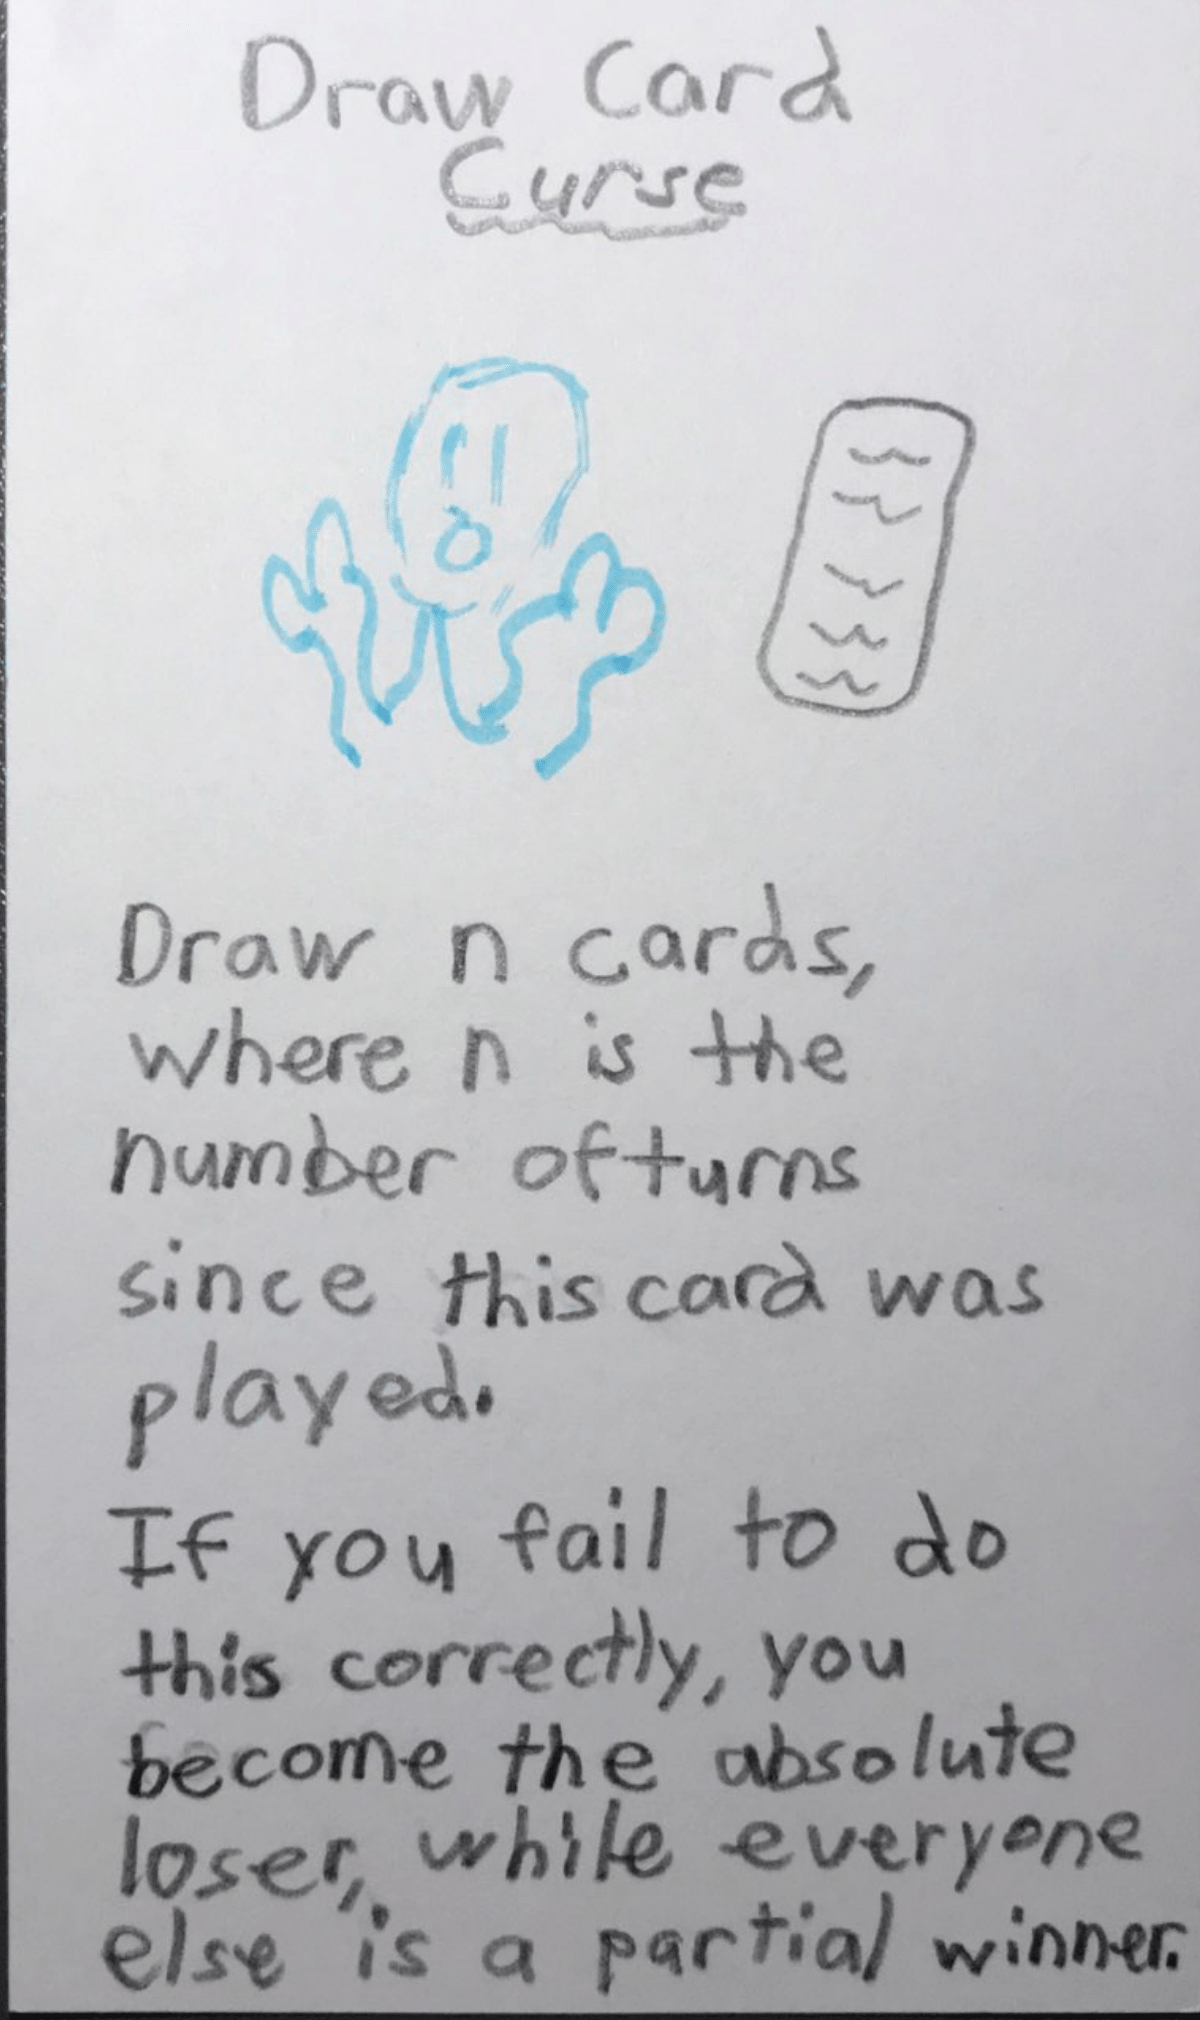 Draw Card
Curse
Draw n cards,
where n is the
number of turns
since this card was
played.
If you fail to do
this correctly, you
become the absolute
loser, while everyone
else is a partial winner.